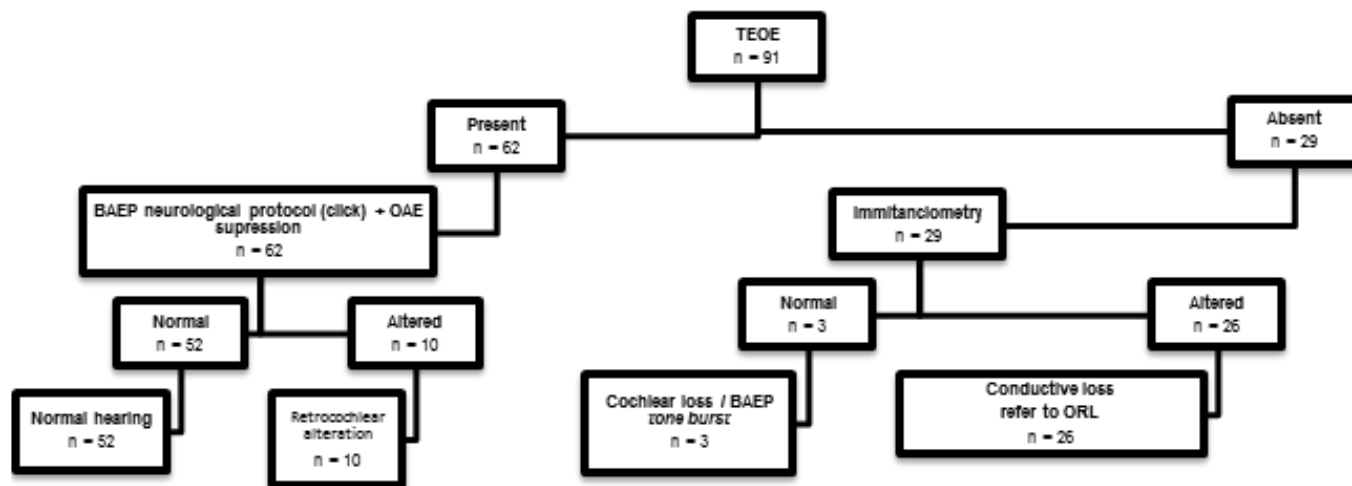 TEOE
n = 91
Present
n = 62
Absent
n = 29
BAEP neurological protocol (click) + OAE
supression
n = 62
Immitanciometry
n = 29
Normal
n = 52
Altered
n = 10
Normal
n = 3
Altered
n = 26
Normal hearing
n = 52
Retrocochlear
alteration
n = 10
Cochlear loss / BAEP
tone burst
n = 3
Conductive loss
refer to ORL
n = 26